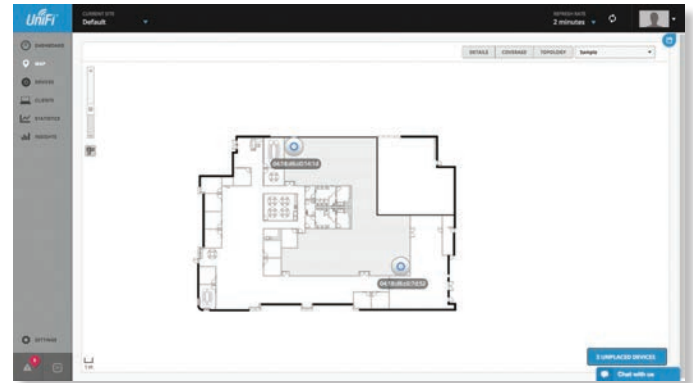 UniFi
CURRENT SITE
Default
REFRESH RATE
2 minutes
DASHBOARD
MAP
DEVICES
CLIENTS
STATISTICS
INSIGHTS
DETAILS COVERAGE TOPOLOGY Sample
SETTINGS
3 UNPLACED DEVICES
Chat with us